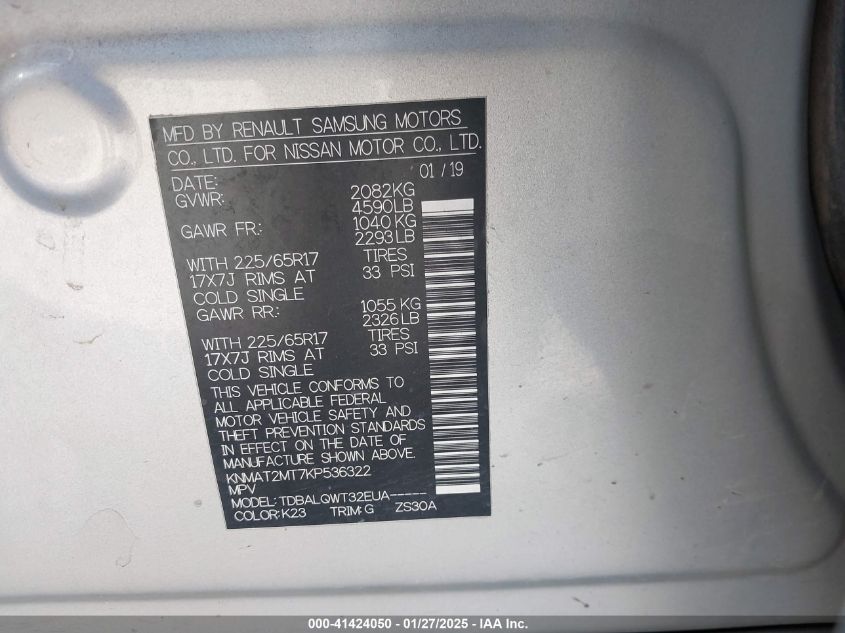 MFD BY RENAULT SAMSUNG MOTORS
CO., LTD. FOR NISSAN MOTOR CO., LTD.
DATE: 01 / 19
GVWR: 2082KG
4590LB
GAWR FR.: 1040 KG
2293LB
WITH 225/65R17 TIRES
17X7J RIMS AT 33 PSI
COLD SINGLE
GAWR RR.: 1055 KG
2326LB
WITH 225/65R17 TIRES
17X7J RIMS AT 33 PSI
COLD SINGLE
THIS VEHICLE CONFORMS TO
ALL APPLICABLE FEDERAL
MOTOR VEHICLE SAFETY AND
THEFT PREVENTION STANDARDS
IN EFFECT ON THE DATE OF
MANUFACTURE SHOWN ABOVE.
KNMAT2MT7KP536322
MPV
MODEL: TDBALQWT32EUA-----
COLOR: K23 TRIM: G ZS30A
000-41424050 - 01/27/2025 - IAA Inc.